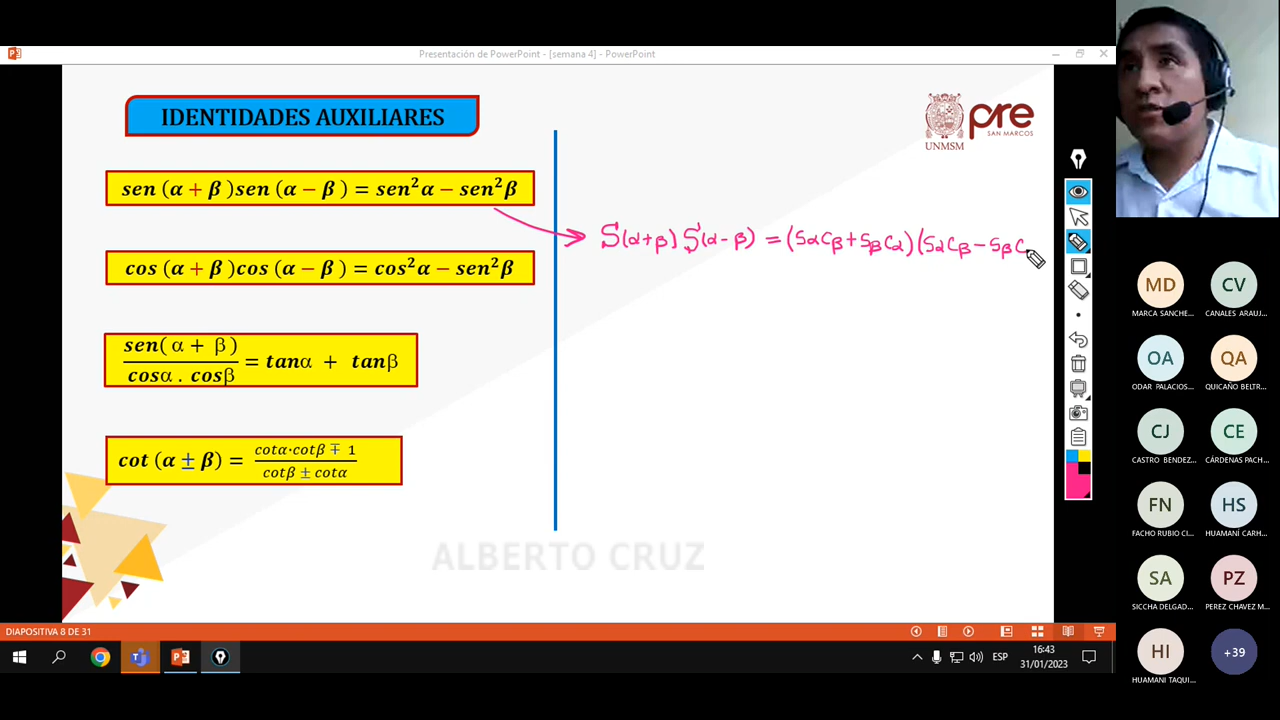 Presentación de PowerPoint - [semana 4] - PowerPoint
IDENTIDADES AUXILIARES
UNMSM
pre
SAN MARCOS
sen (α + β )sen (α − β ) = sen²α − sen²β
S(α+β) S(α−β) = (SαCβ+SβCα)(SαCβ−SβC
cos (α + β )cos (α − β ) = cos²α − sen²β
sen( α + β )
cosα . cosβ
= tanα + tanβ
cot (α ± β) =
cotα·cotβ ∓ 1
cotβ ± cotα
ALBERTO CRUZ
DIAPOSITIVA 8 DE 31
ESP
16:43
31/01/2023
MD
MARCA SANCHE...
CV
CANALES ARAUJ...
OA
ODAR PALACIOS...
QA
QUICAÑO BELTR...
CJ
CASTRO BENDEZ...
CE
CÁRDENAS PACH...
FN
FACHO RUBIO CI...
HS
HUAMANÍ CARH...
SA
SICCHA DELGAD...
PZ
PEREZ CHAVEZ M...
HI
HUAMANI TAQUI...
+39